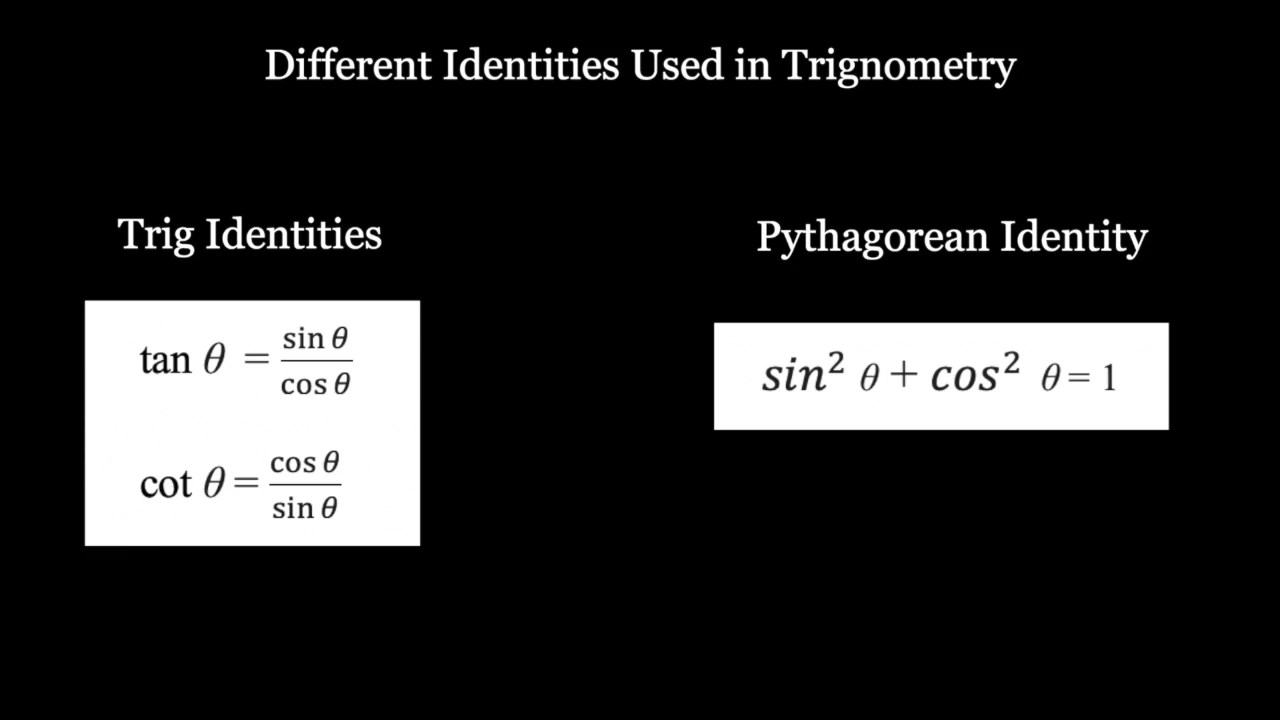 Different Identities Used in Trignometry
Trig Identities
tan θ = sin θ / cos θ
cot θ = cos θ / sin θ
Pythagorean Identity
sin² θ + cos² θ = 1